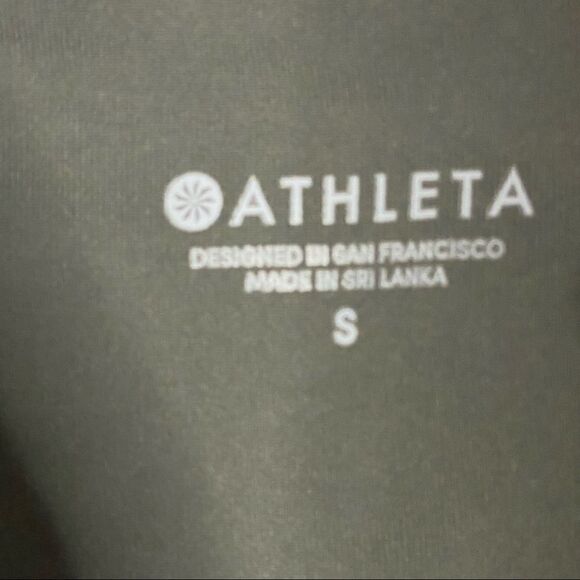 ATHLETA
DESIGNED IN SAN FRANCISCO
MADE IN SRI LANKA
S